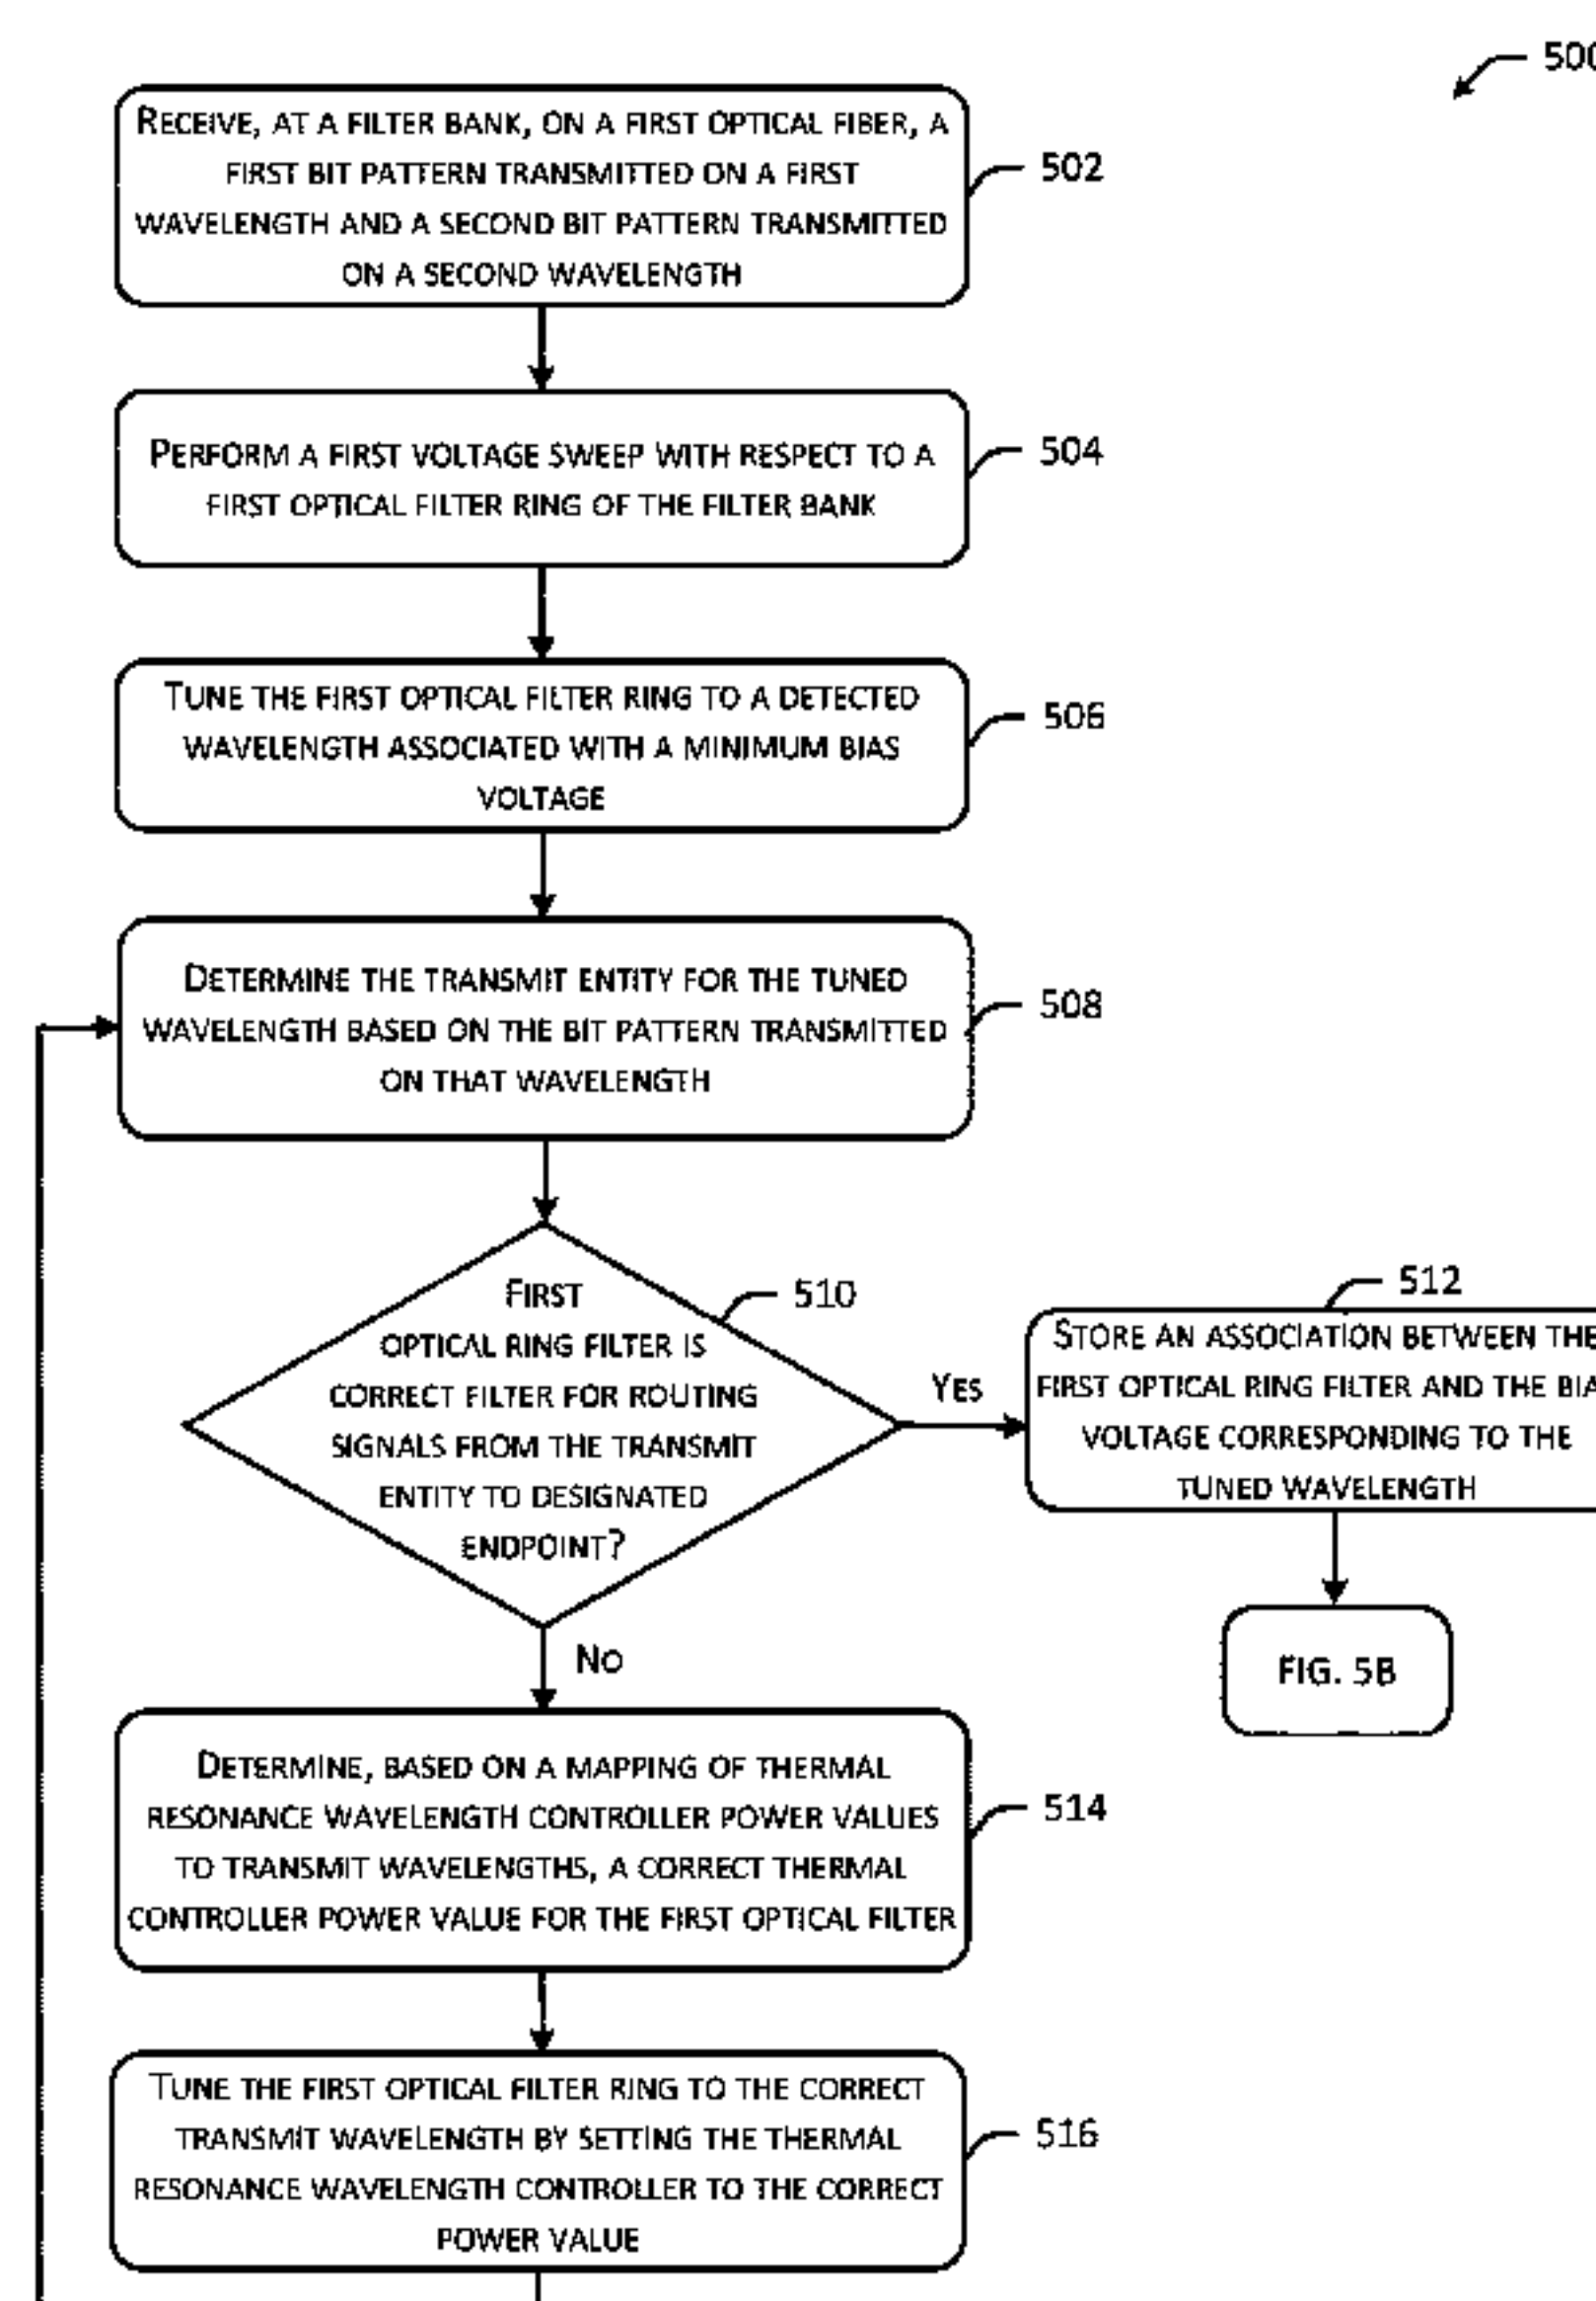 500
RECEIVE, AT A FILTER BANK, ON A FIRST OPTICAL FIBER, A
FIRST BIT PATTERN TRANSMITTED ON A FIRST
WAVELENGTH AND A SECOND BIT PATTERN TRANSMITTED
ON A SECOND WAVELENGTH
502
PERFORM A FIRST VOLTAGE SWEEP WITH RESPECT TO A
FIRST OPTICAL FILTER RING OF THE FILTER BANK
504
TUNE THE FIRST OPTICAL FILTER RING TO A DETECTED
WAVELENGTH ASSOCIATED WITH A MINIMUM BIAS
VOLTAGE
506
DETERMINE THE TRANSMIT ENTITY FOR THE TUNED
WAVELENGTH BASED ON THE BIT PATTERN TRANSMITTED
ON THAT WAVELENGTH
508
FIRST
OPTICAL RING FILTER IS
CORRECT FILTER FOR ROUTING
SIGNALS FROM THE TRANSMIT
ENTITY TO DESIGNATED
ENDPOINT?
510
YES
512
STORE AN ASSOCIATION BETWEEN THE
FIRST OPTICAL RING FILTER AND THE BIA
VOLTAGE CORRESPONDING TO THE
TUNED WAVELENGTH
FIG. 5B
NO
DETERMINE, BASED ON A MAPPING OF THERMAL
RESONANCE WAVELENGTH CONTROLLER POWER VALUES
TO TRANSMIT WAVELENGTHS, A CORRECT THERMAL
CONTROLLER POWER VALUE FOR THE FIRST OPTICAL FILTER
514
TUNE THE FIRST OPTICAL FILTER RING TO THE CORRECT
TRANSMIT WAVELENGTH BY SETTING THE THERMAL
RESONANCE WAVELENGTH CONTROLLER TO THE CORRECT
POWER VALUE
516